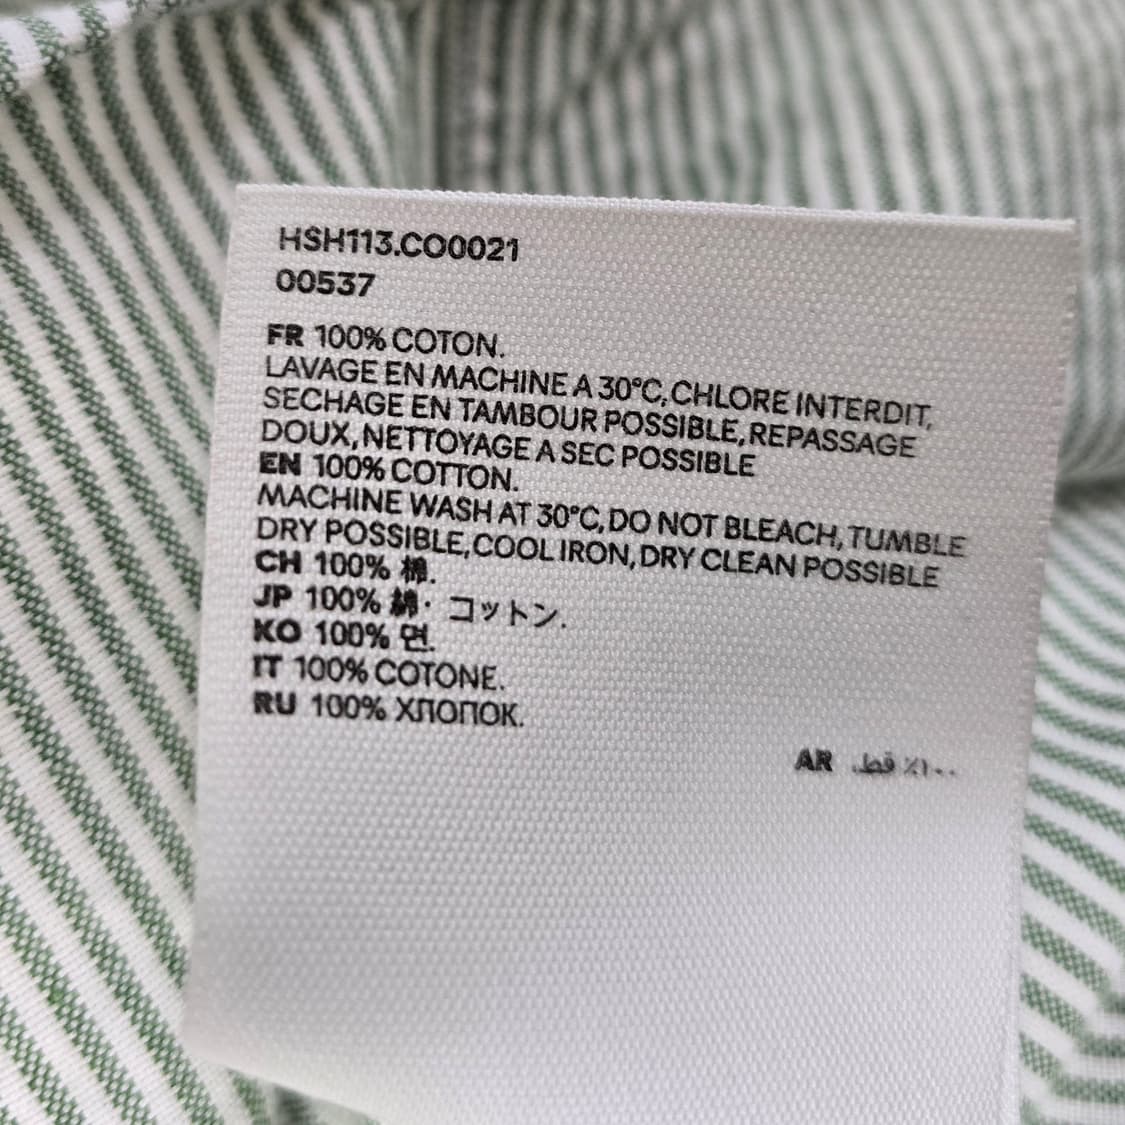 HSH113.CO0021
00537
FR 100% COTON.
LAVAGE EN MACHINE A 30°C, CHLORE INTERDIT,
SECHAGE EN TAMBOUR POSSIBLE, REPASSAGE
DOUX, NETTOYAGE A SEC POSSIBLE
EN 100% COTTON.
MACHINE WASH AT 30°C, DO NOT BLEACH, TUMBLE
DRY POSSIBLE, COOL IRON, DRY CLEAN POSSIBLE
CH 100% 棉.
JP 100% 綿· コットン.
KO 100% 면.
IT 100% COTONE.
RU 100% ХЛОПОК.
AR ١٠٠٪ قطن.